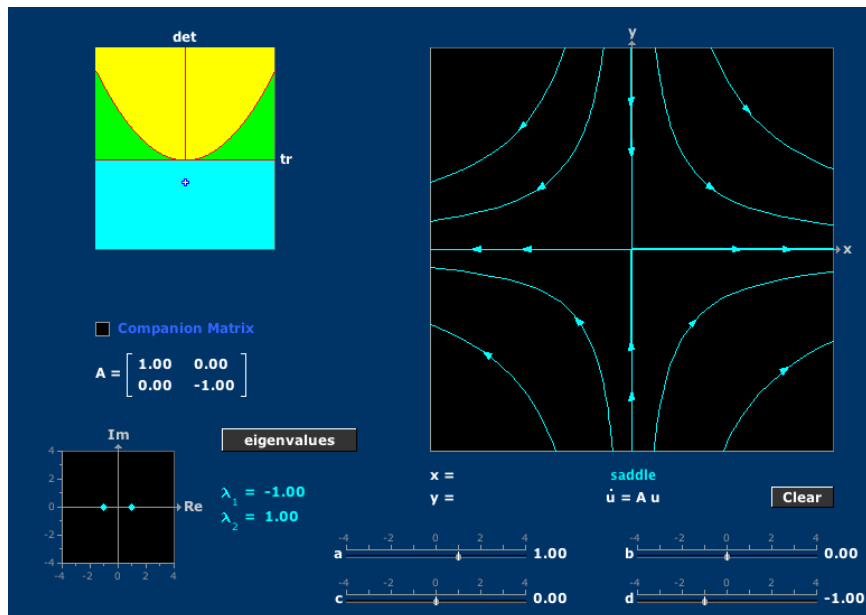 det
tr
y
x
Companion Matrix
A = [ 1.00 0.00
0.00 -1.00 ]
Im
4
2
0
-2
-4
-4 -2 0 2 4
Re
eigenvalues
λ1 = -1.00
λ2 = 1.00
x =
y =
saddle
u̇ = A u
Clear
-4 -2 0 2 4
a 1.00
-4 -2 0 2 4
b 0.00
-4 -2 0 2 4
c 0.00
-4 -2 0 2 4
d -1.00